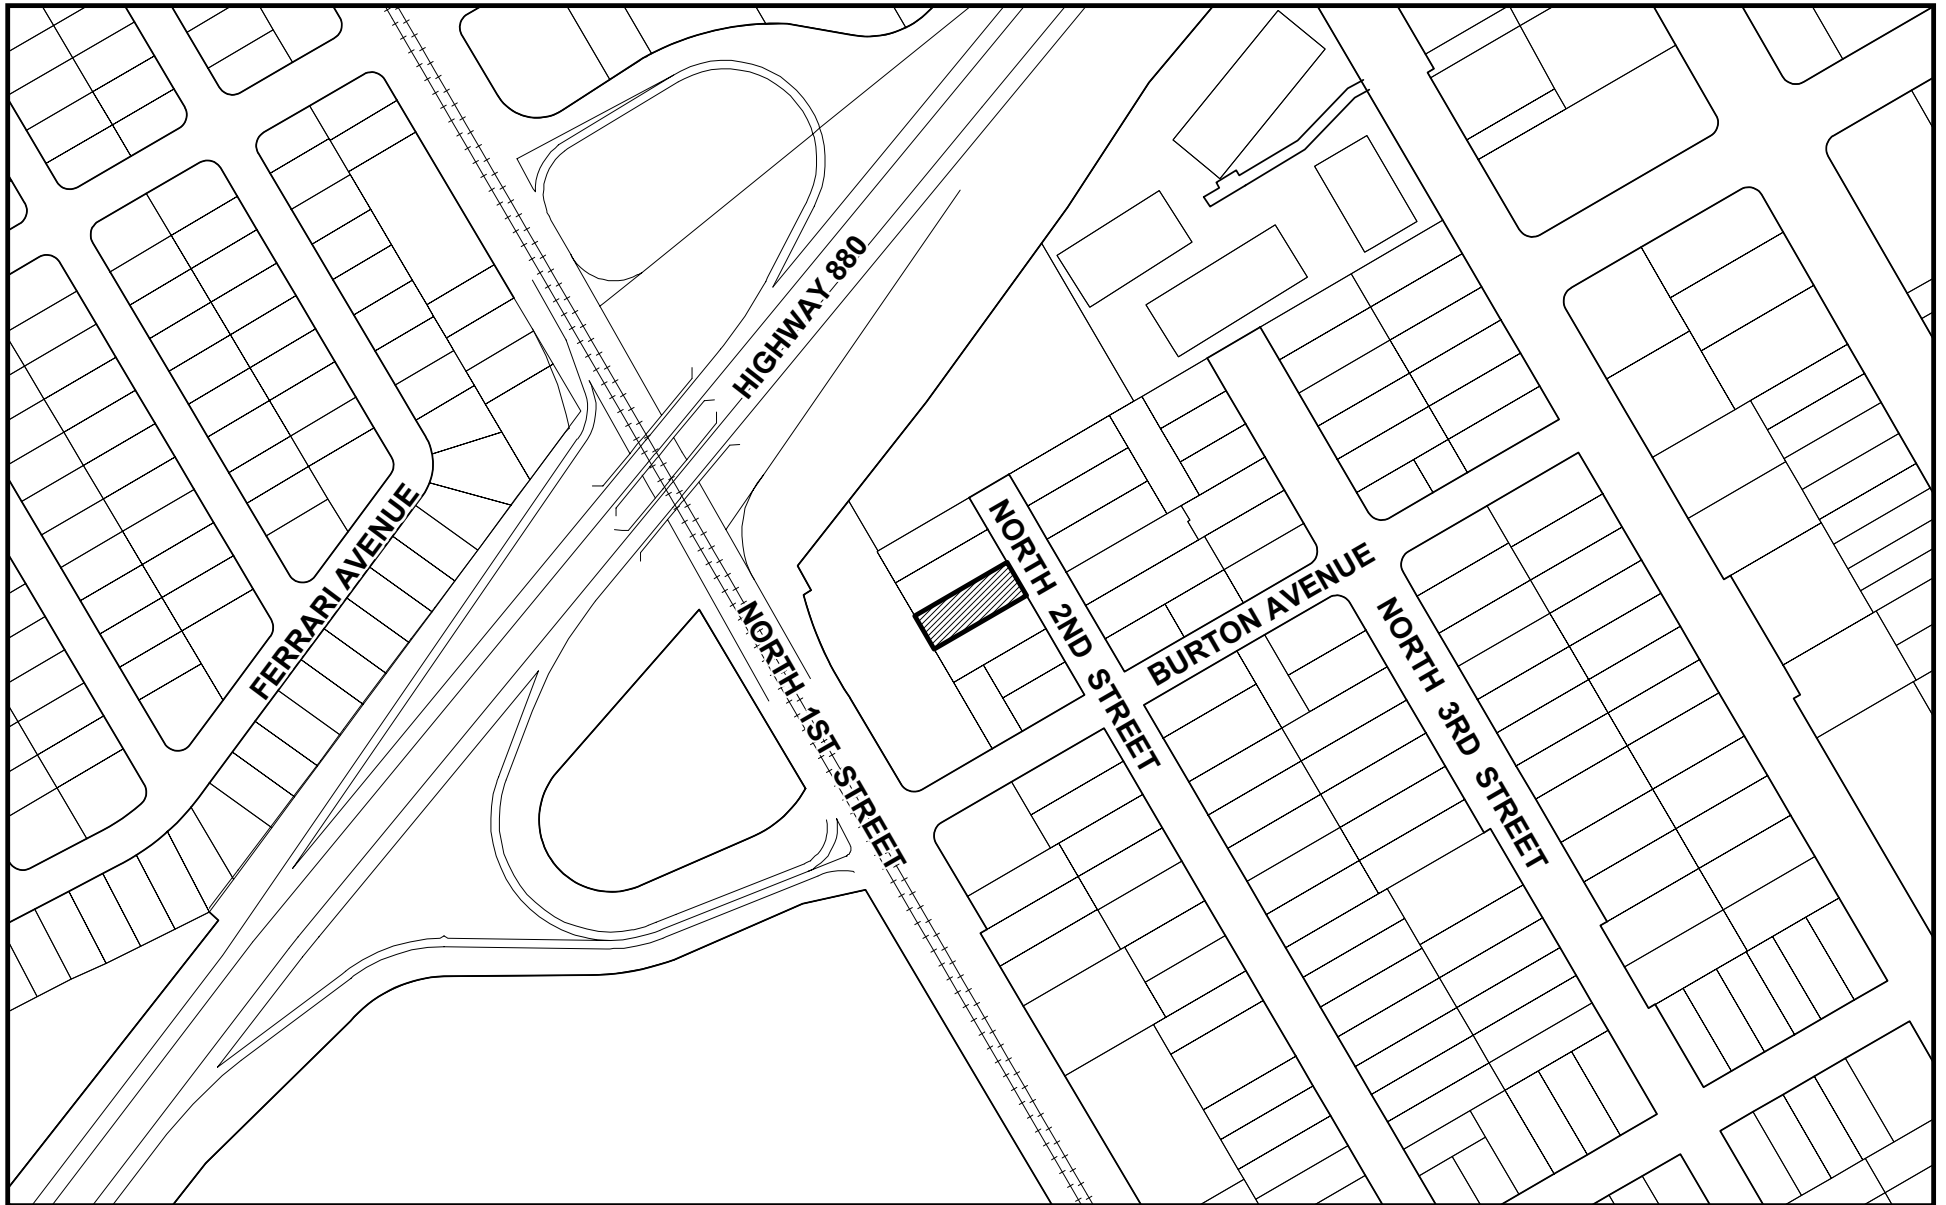 HIGHWAY 880
FERRARI AVENUE
NORTH 2ND STREET
BURTON AVENUE
NORTH 1ST STREET
NORTH 3RD STREET